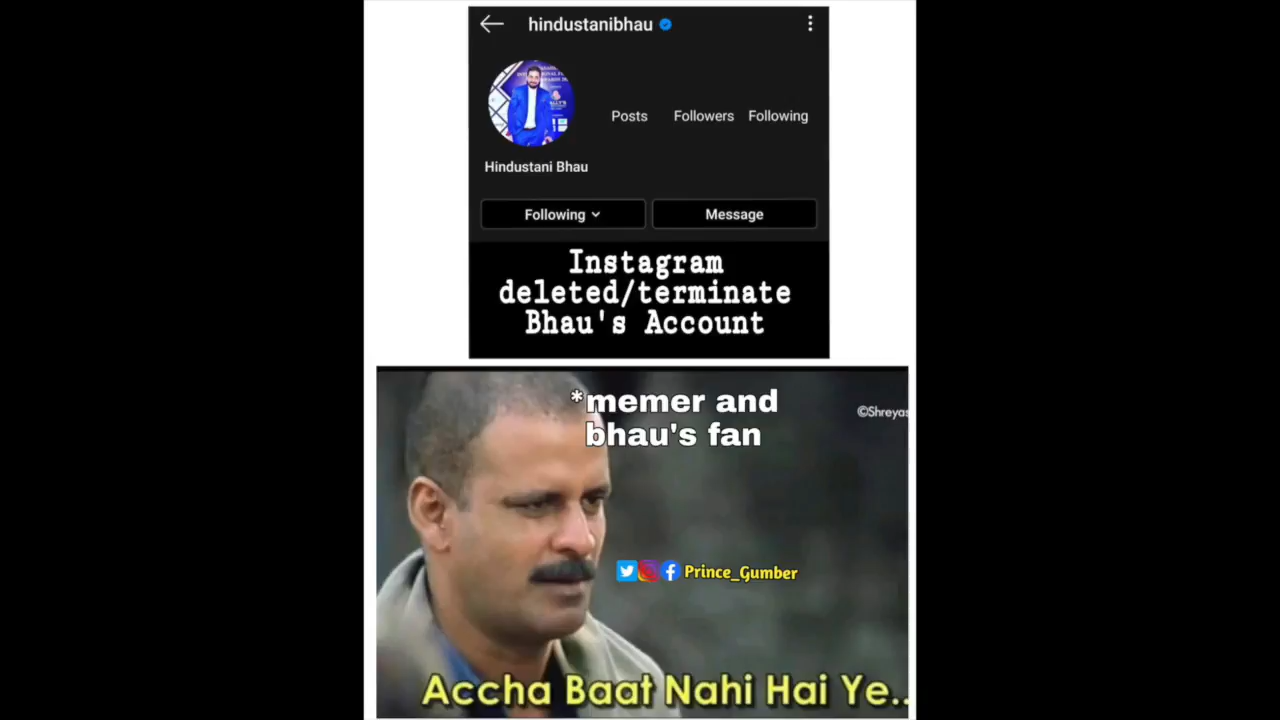 hindustanibhau
Posts Followers Following
Hindustani Bhau
Following Message
Instagram
deleted/terminate
Bhau's Account
*memer and
bhau's fan
©Shreyas
Prince_Gumber
Accha Baat Nahi Hai Ye..